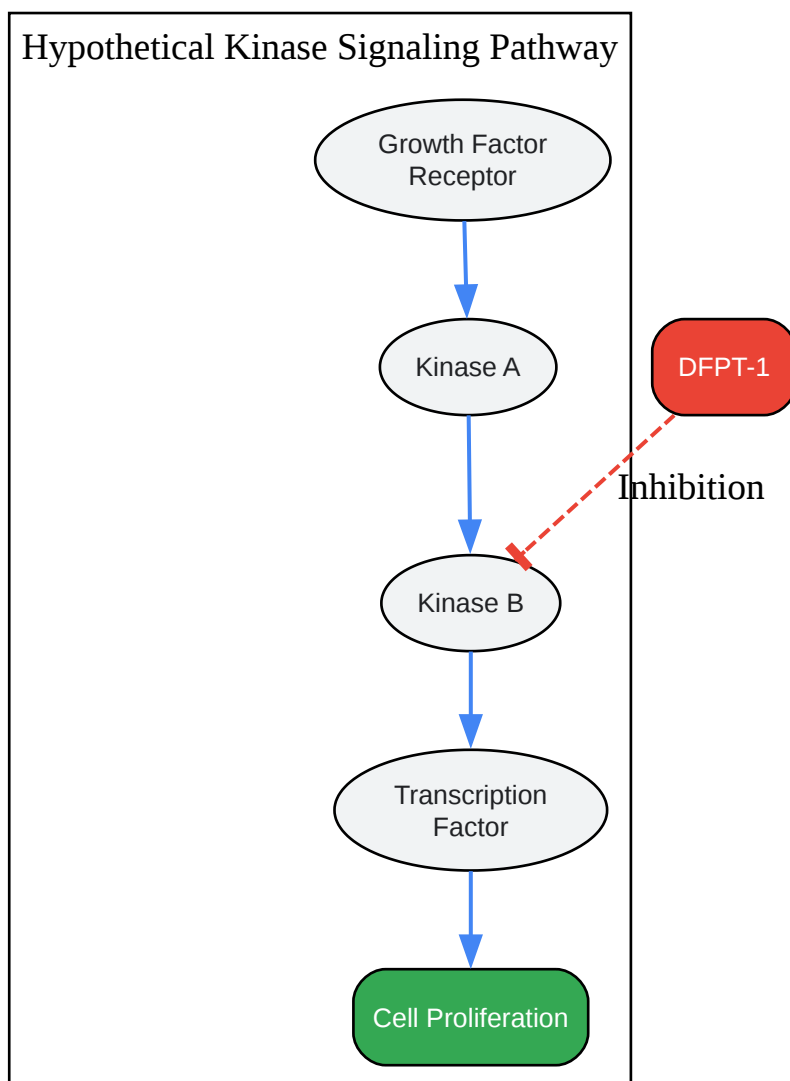 Hypothetical Kinase Signaling Pathway
Growth Factor
Receptor
Kinase A
DFPT-1
Inhibition
Kinase B
Transcription
Factor
Cell Proliferation